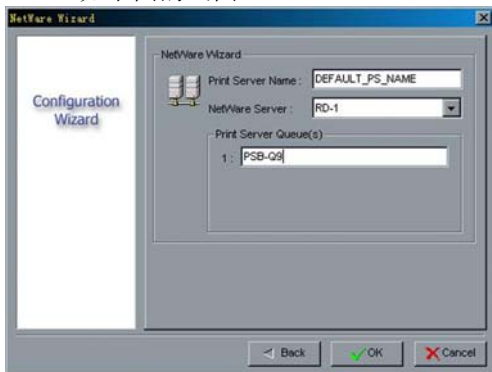 NetWare Wizard
Configuration
Wizard
NetWare Wizard
Print Server Name :
DEFAULT_PS_NAME
NetWare Server :
RD-1
Print Server Queue(s)
1 :
PSB-Q9
Back
OK
Cancel